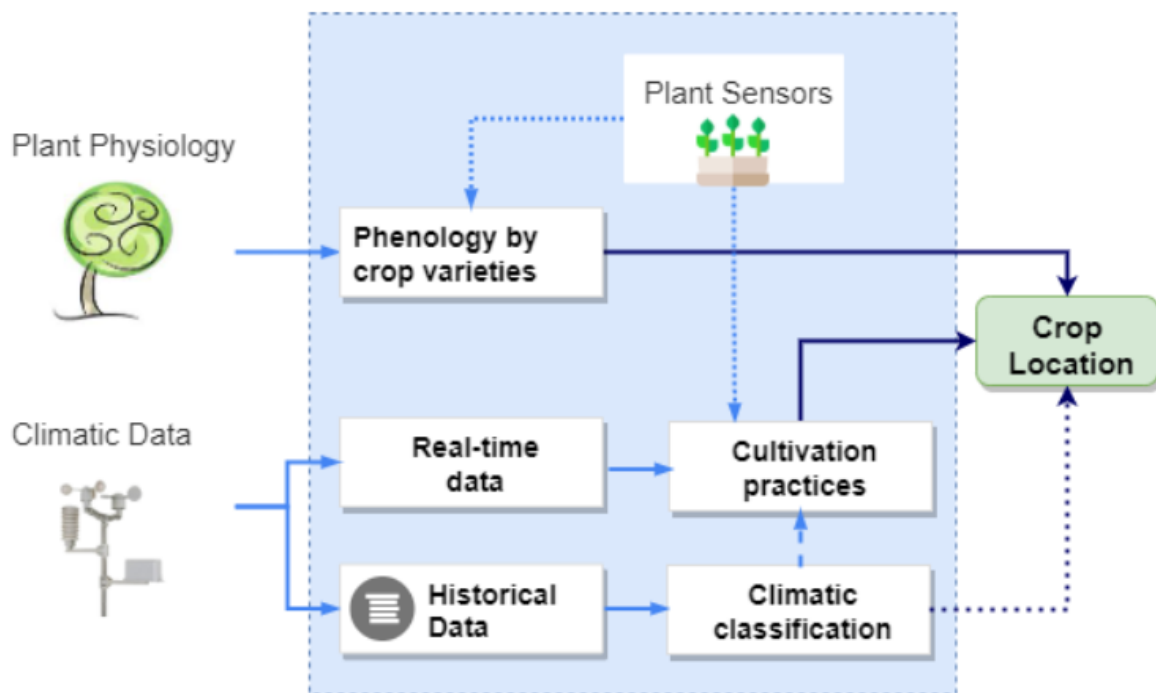 Plant Sensors
Plant Physiology
Phenology by
crop varieties
Crop
Location
Climatic Data
Real-time
data
Cultivation
practices
Historical
Data
Climatic
classification